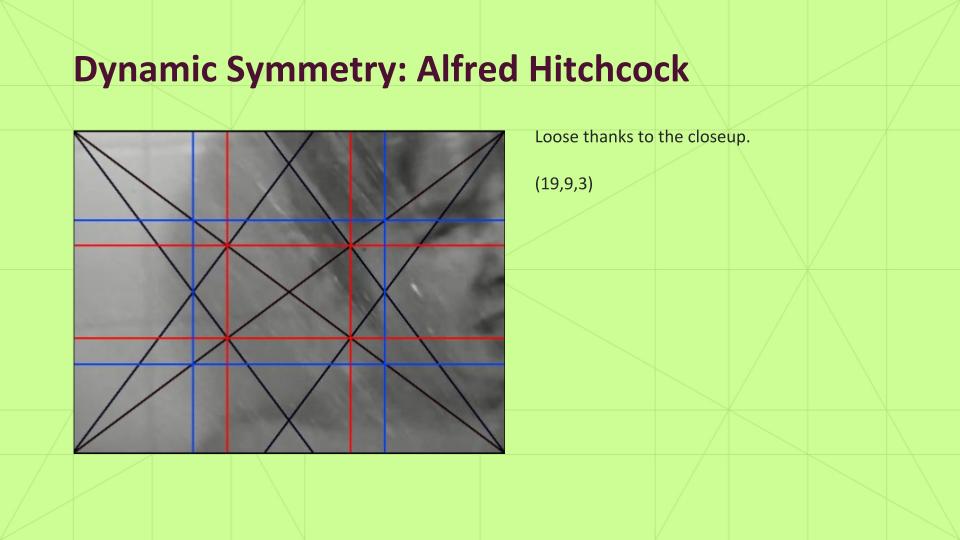 Dynamic Symmetry: Alfred Hitchcock
Loose thanks to the closeup.
(19,9,3)